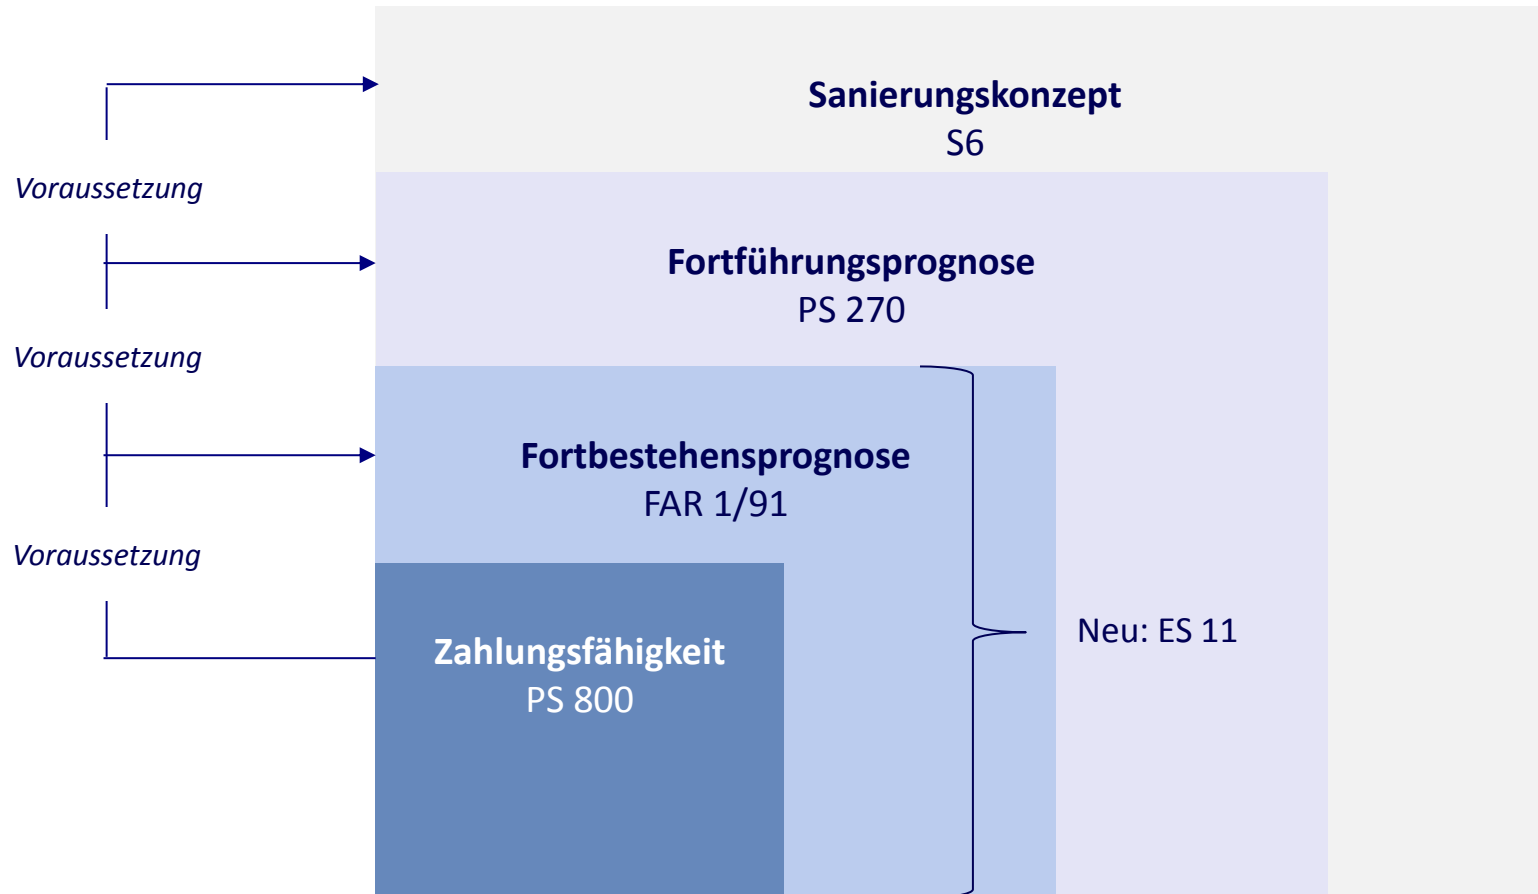 Sanierungskonzept
S6
Voraussetzung
Fortführungsprognose
PS 270
Voraussetzung
Fortbestehensprognose
FAR 1/91
Voraussetzung
Zahlungsfähigkeit
PS 800
Neu: ES 11